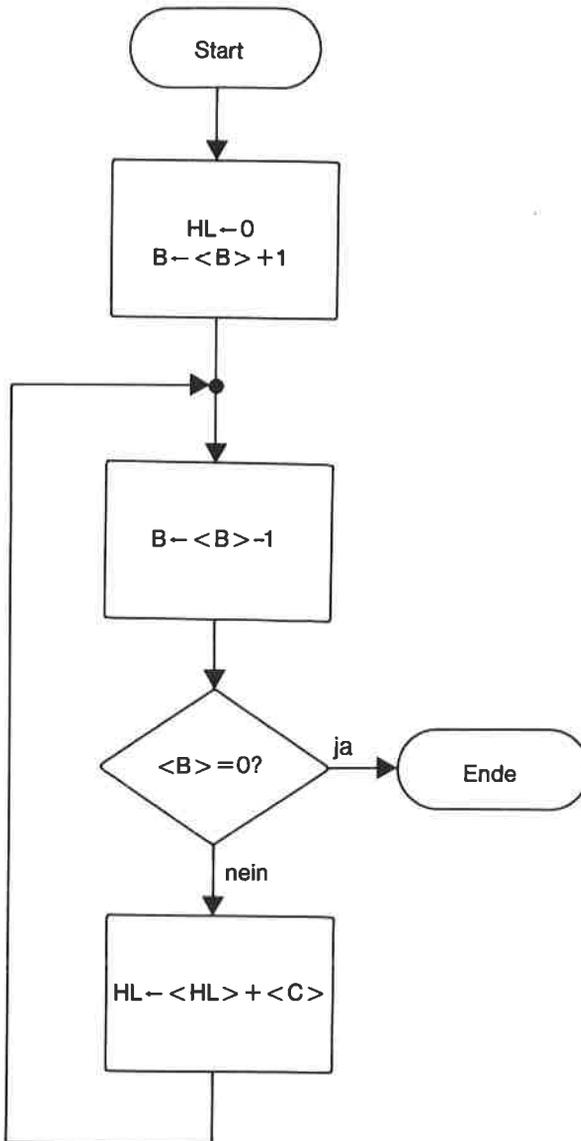 Start
HL←0
B←<B>+1
B←<B>-1
<B>=0?
ja
Ende
nein
HL←<HL>+<C>